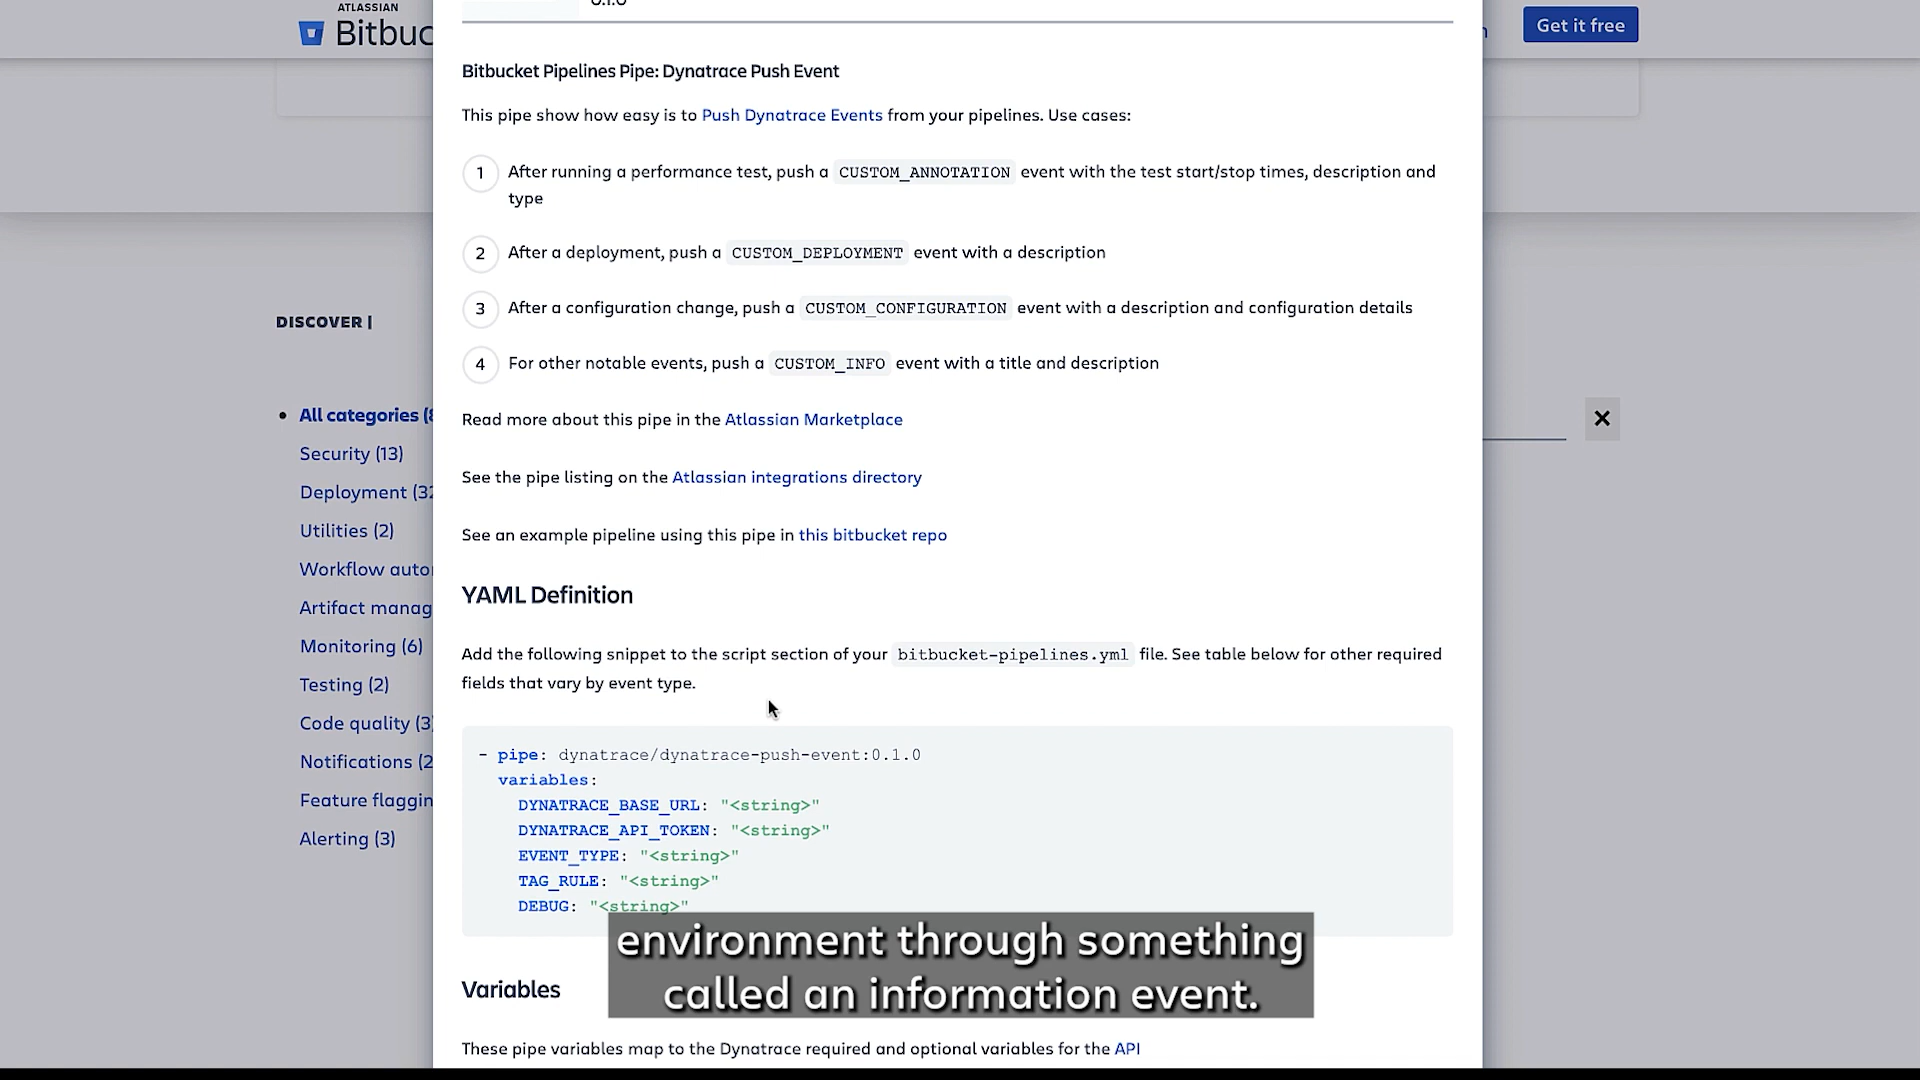 ATLASSIAN
Bitbuc
Get it free
0.1.0
Bitbucket Pipelines Pipe: Dynatrace Push Event
This pipe show how easy is to Push Dynatrace Events from your pipelines. Use cases:
1 After running a performance test, push a CUSTOM_ANNOTATION event with the test start/stop times, description and
type
2 After a deployment, push a CUSTOM_DEPLOYMENT event with a description
3 After a configuration change, push a CUSTOM_CONFIGURATION event with a description and configuration details
4 For other notable events, push a CUSTOM_INFO event with a title and description
Read more about this pipe in the Atlassian Marketplace
See the pipe listing on the Atlassian integrations directory
See an example pipeline using this pipe in this bitbucket repo
YAML Definition
Add the following snippet to the script section of your bitbucket-pipelines.yml file. See table below for other required
fields that vary by event type.
- pipe: dynatrace/dynatrace-push-event:0.1.0
variables:
DYNATRACE_BASE_URL: "<string>"
DYNATRACE_API_TOKEN: "<string>"
EVENT_TYPE: "<string>"
TAG_RULE: "<string>"
DEBUG: "<string>"
Variables
These pipe variables map to the Dynatrace required and optional variables for the API
DISCOVER |
• All categories (8
Security (13)
Deployment (32
Utilities (2)
Workflow auto
Artifact manag
Monitoring (6)
Testing (2)
Code quality (3
Notifications (2
Feature flaggin
Alerting (3)
environment through something
called an information event.